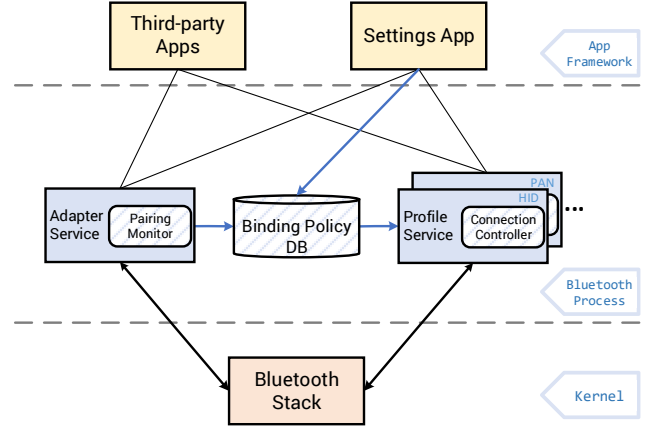 Third-party
Apps
Settings App
App
Framework
PAN
HID
Adapter
Service
Pairing
Monitor
Binding Policy
DB
Profile
Service
Connection
Controller
...
Bluetooth
Process
Bluetooth
Stack
Kernel